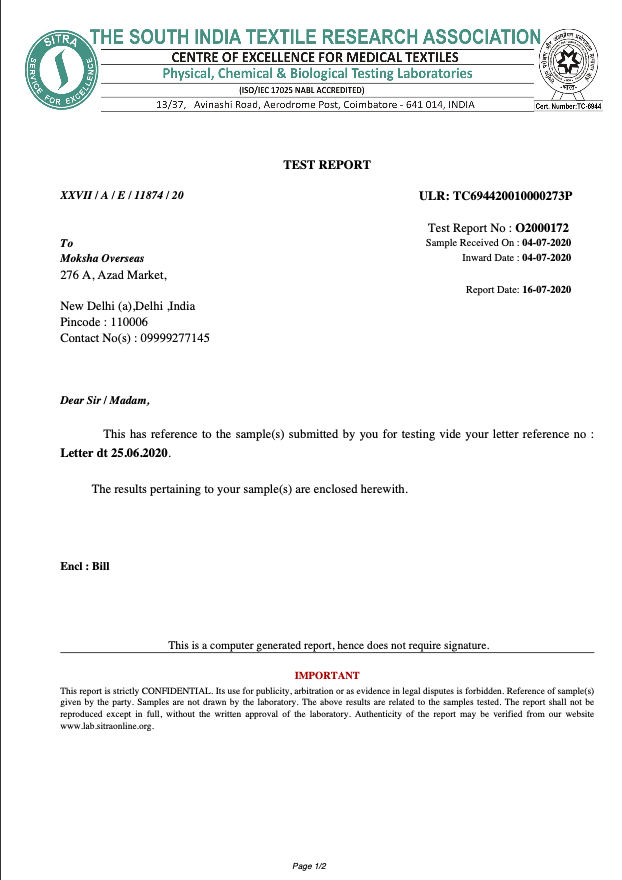 SITRA
SERVICE FOR EXCELLENCE
THE SOUTH INDIA TEXTILE RESEARCH ASSOCIATION
CENTRE OF EXCELLENCE FOR MEDICAL TEXTILES
Physical, Chemical & Biological Testing Laboratories
(ISO/IEC 17025 NABL ACCREDITED)
13/37, Avinashi Road, Aerodrome Post, Coimbatore - 641 014, INDIA
Cert. Number:TC-6944
TEST REPORT
XXVII / A / E / 11874 / 20
ULR: TC694420010000273P
Test Report No : O2000172
Sample Received On : 04-07-2020
Inward Date : 04-07-2020
Report Date: 16-07-2020
To
Moksha Overseas
276 A, Azad Market,
New Delhi (a),Delhi ,India
Pincode : 110006
Contact No(s) : 09999277145
Dear Sir / Madam,
This has reference to the sample(s) submitted by you for testing vide your letter reference no :
Letter dt 25.06.2020.
The results pertaining to your sample(s) are enclosed herewith.
Encl : Bill
This is a computer generated report, hence does not require signature.
IMPORTANT
This report is strictly CONFIDENTIAL. Its use for publicity, arbitration or as evidence in legal disputes is forbidden. Reference of sample(s)
given by the party. Samples are not drawn by the laboratory. The above results are related to the samples tested. The report shall not be
reproduced except in full, without the written approval of the laboratory. Authenticity of the report may be verified from our website
www.lab.sitraonline.org.
Page 1/2